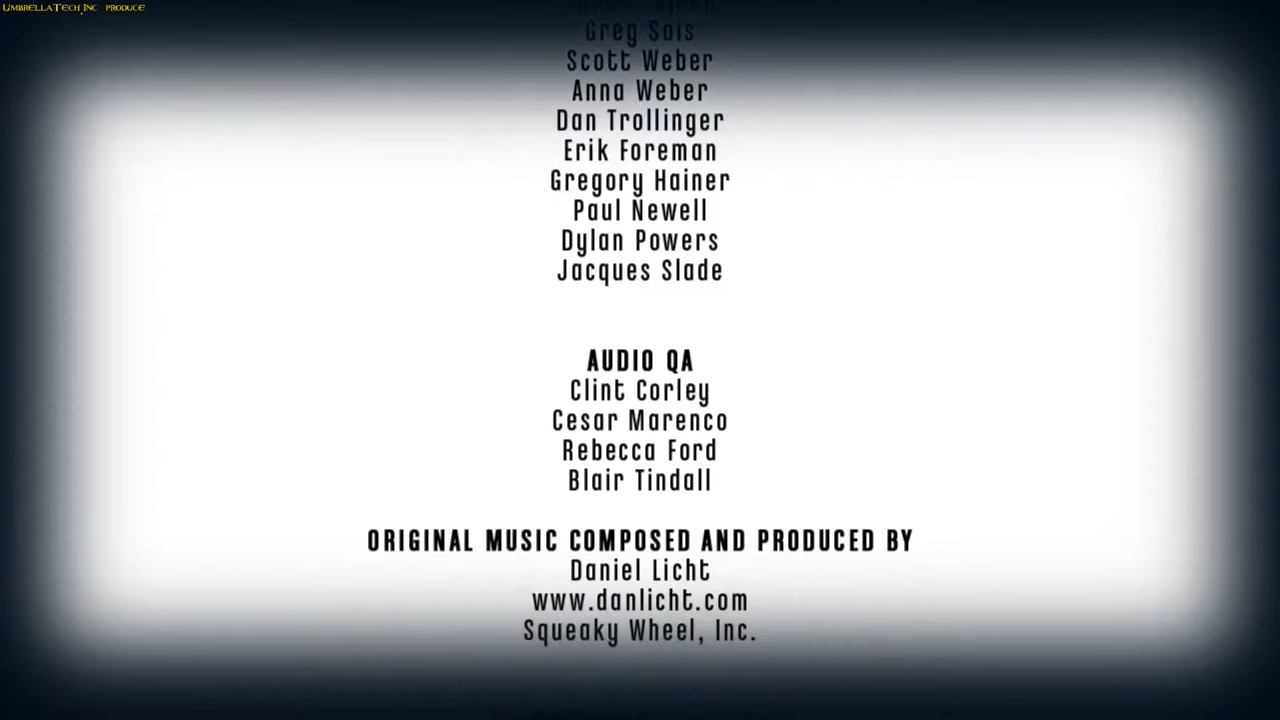 UmbrellaTech,Inc produce
Greg Sais
Scott Weber
Anna Weber
Dan Trollinger
Erik Foreman
Gregory Hainer
Paul Newell
Dylan Powers
Jacques Slade
AUDIO QA
Clint Corley
Cesar Marenco
Rebecca Ford
Blair Tindall
ORIGINAL MUSIC COMPOSED AND PRODUCED BY
Daniel Licht
www.danlicht.com
Squeaky Wheel, Inc.